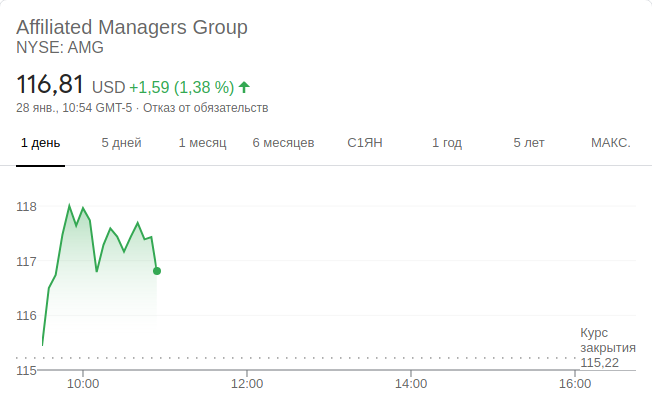 Affiliated Managers Group
NYSE: AMG
116,81 USD +1,59 (1,38 %)
28 янв., 10:54 GMT-5 · Отказ от обязательств
1 день 5 дней 1 месяц 6 месяцев С1ЯН 1 год 5 лет МАКС.
118
117
116
Курс
закрытия
115,22
115
10:00 12:00 14:00 16:00